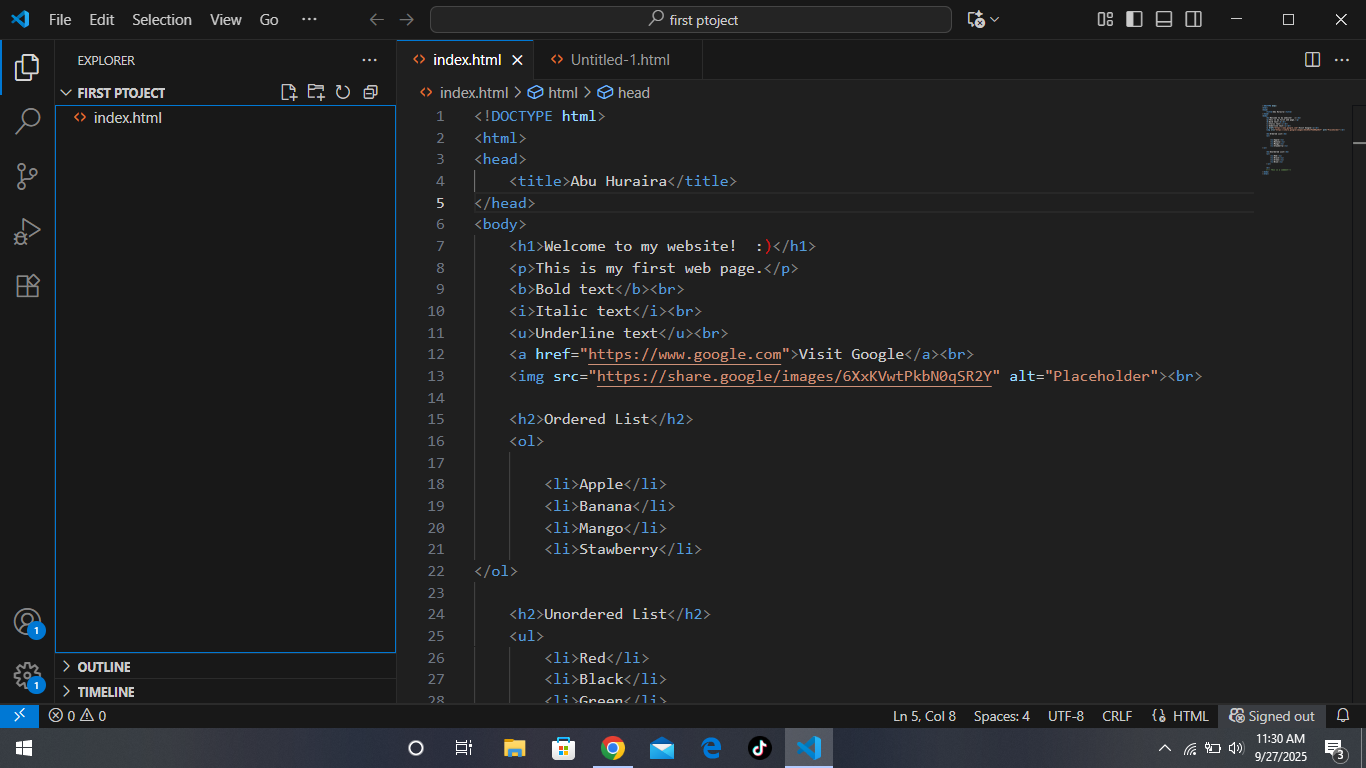 File Edit Selection View Go ···
first ptoject
EXPLORER ···
FIRST PTOJECT
index.html
OUTLINE
TIMELINE
index.html
Untitled-1.html
index.html > html > head
1 <!DOCTYPE html>
2 <html>
3 <head>
4 <title>Abu Huraira</title>
5 </head>
6 <body>
7 <h1>Welcome to my website!  :)</h1>
8 <p>This is my first web page.</p>
9 <b>Bold text</b><br>
10 <i>Italic text</i><br>
11 <u>Underline text</u><br>
12 <a href="https://www.google.com">Visit Google</a><br>
13 <img src="https://share.google/images/6XxKVwtPkbN0qSR2Y" alt="Placeholder"><br>
14
15 <h2>Ordered List</h2>
16 <ol>
17
18 <li>Apple</li>
19 <li>Banana</li>
20 <li>Mango</li>
21 <li>Stawberry</li>
22 </ol>
23
24 <h2>Unordered List</h2>
25 <ul>
26 <li>Red</li>
27 <li>Black</li>
28 <li>Green</li>
1
1
0 0
Ln 5, Col 8 Spaces: 4 UTF-8 CRLF {} HTML Signed out
11:30 AM
9/27/2025
3